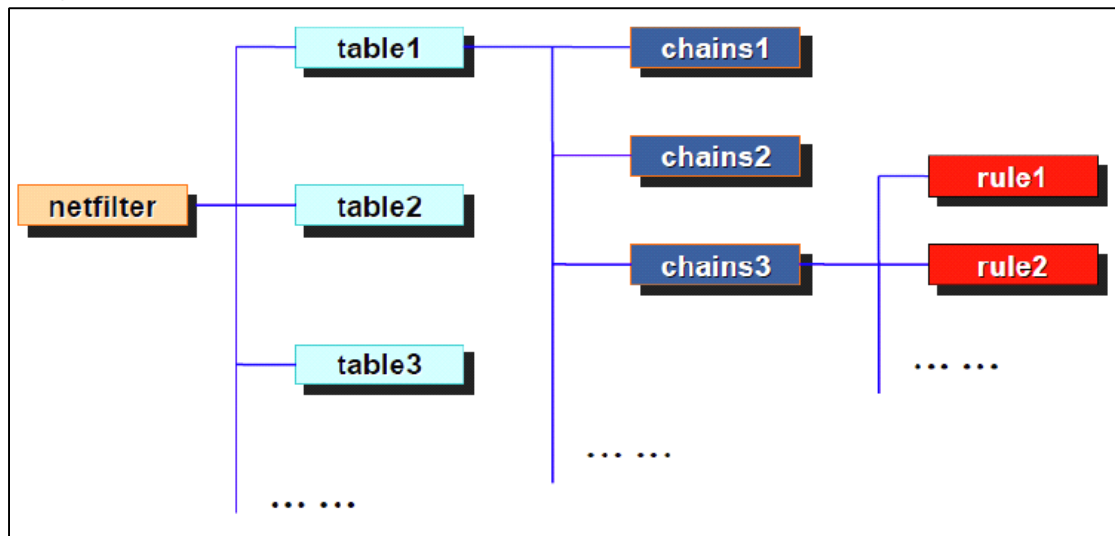 netfilter
table1
table2
table3
... ...
chains1
chains2
chains3
... ...
rule1
rule2
... ...